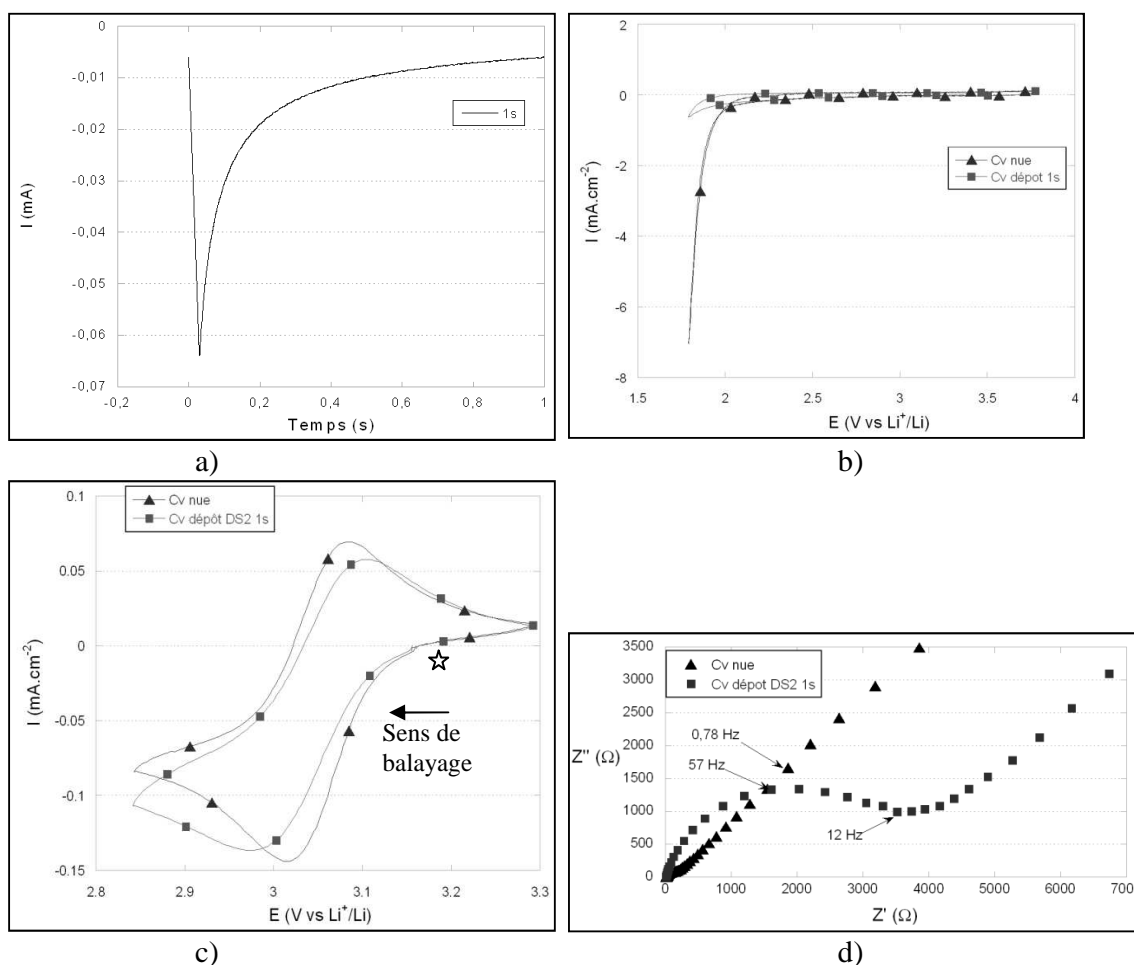 0
-0,01
-0,02
-0,03
-0,04
-0,05
-0,06
-0,07
I (mA)
1s
-0,2 0 0,2 0,4 0,6 0,8 1
Temps (s)
a)
2
0
-2
-4
-6
-8
I (mA.cm-2)
Cv nue
Cv dépot 1s
1.5 2 2.5 3 3.5 4
E (V vs Li+/Li)
b)
0.1
0.05
0
-0.05
-0.1
-0.15
I (mA.cm-2)
Cv nue
Cv dépôt DS2 1s
Sens de
balayage
2.8 2.9 3 3.1 3.2 3.3
E (V vs Li+/Li)
c)
3500
3000
2500
2000
1500
1000
500
0
Z'' (Ω)
Cv nue
Cv dépot DS2 1s
0,78 Hz
57 Hz
12 Hz
0 1000 2000 3000 4000 5000 6000 700
Z' (Ω)
d)